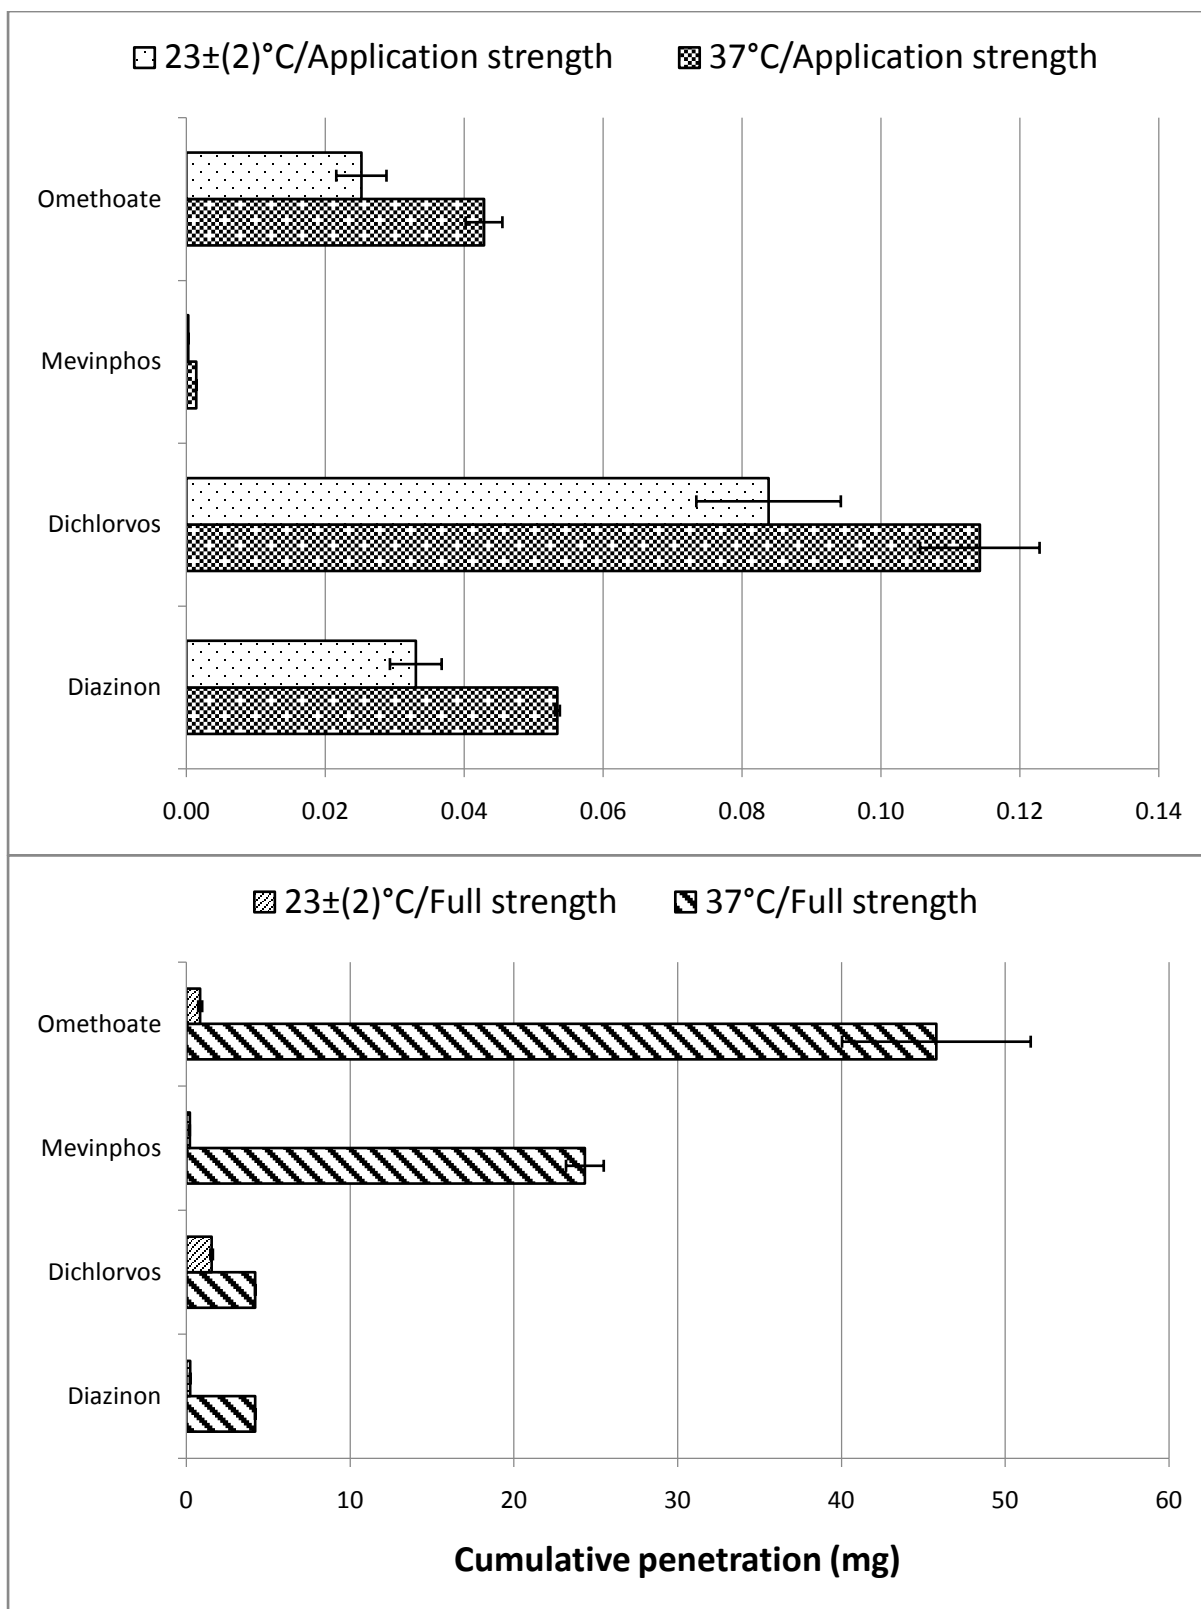 23±(2)°C/Application strength 37°C/Application strength
Omethoate
Mevinphos
Dichlorvos
Diazinon
0.00 0.02 0.04 0.06 0.08 0.10 0.12 0.14
23±(2)°C/Full strength 37°C/Full strength
Omethoate
Mevinphos
Dichlorvos
Diazinon
0 10 20 30 40 50 60
Cumulative penetration (mg)